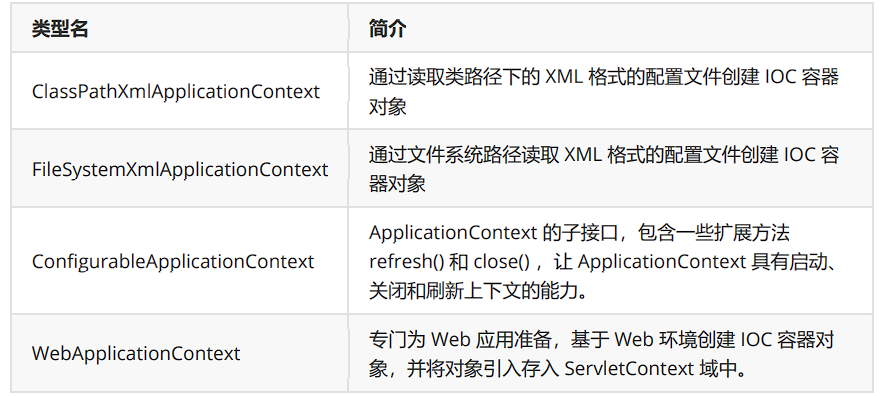 类型名
简介
ClassPathXmlApplicationContext
通过读取类路径下的 XML 格式的配置文件创建 IOC 容器
对象
FileSystemXmlApplicationContext
通过文件系统路径读取 XML 格式的配置文件创建 IOC 容
器对象
ConfigurableApplicationContext
ApplicationContext 的子接口，包含一些扩展方法
refresh() 和 close() ，让 ApplicationContext 具有启动、
关闭和刷新上下文的能力。
WebApplicationContext
专门为 Web 应用准备，基于 Web 环境创建 IOC 容器对
象，并将对象引入存入 ServletContext 域中。